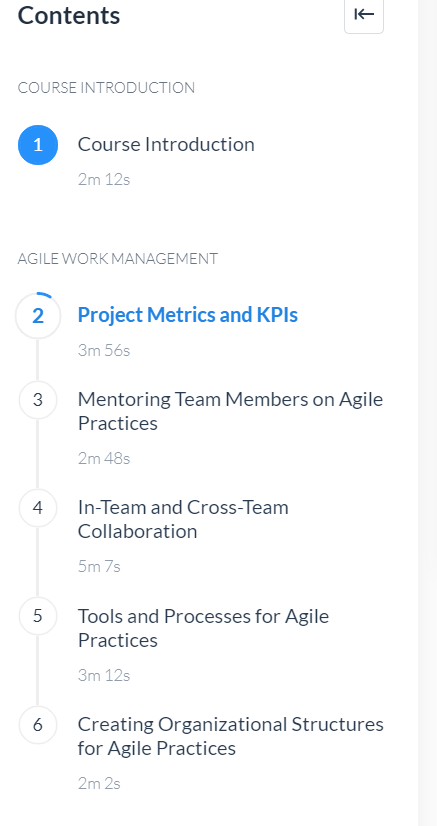 Contents
COURSE INTRODUCTION
1
Course Introduction
2m 12s
AGILE WORK MANAGEMENT
2
Project Metrics and KPIs
3m 56s
3
Mentoring Team Members on Agile
Practices
2m 48s
4
In-Team and Cross-Team
Collaboration
5m 7s
5
Tools and Processes for Agile
Practices
3m 12s
6
Creating Organizational Structures
for Agile Practices
2m 2s